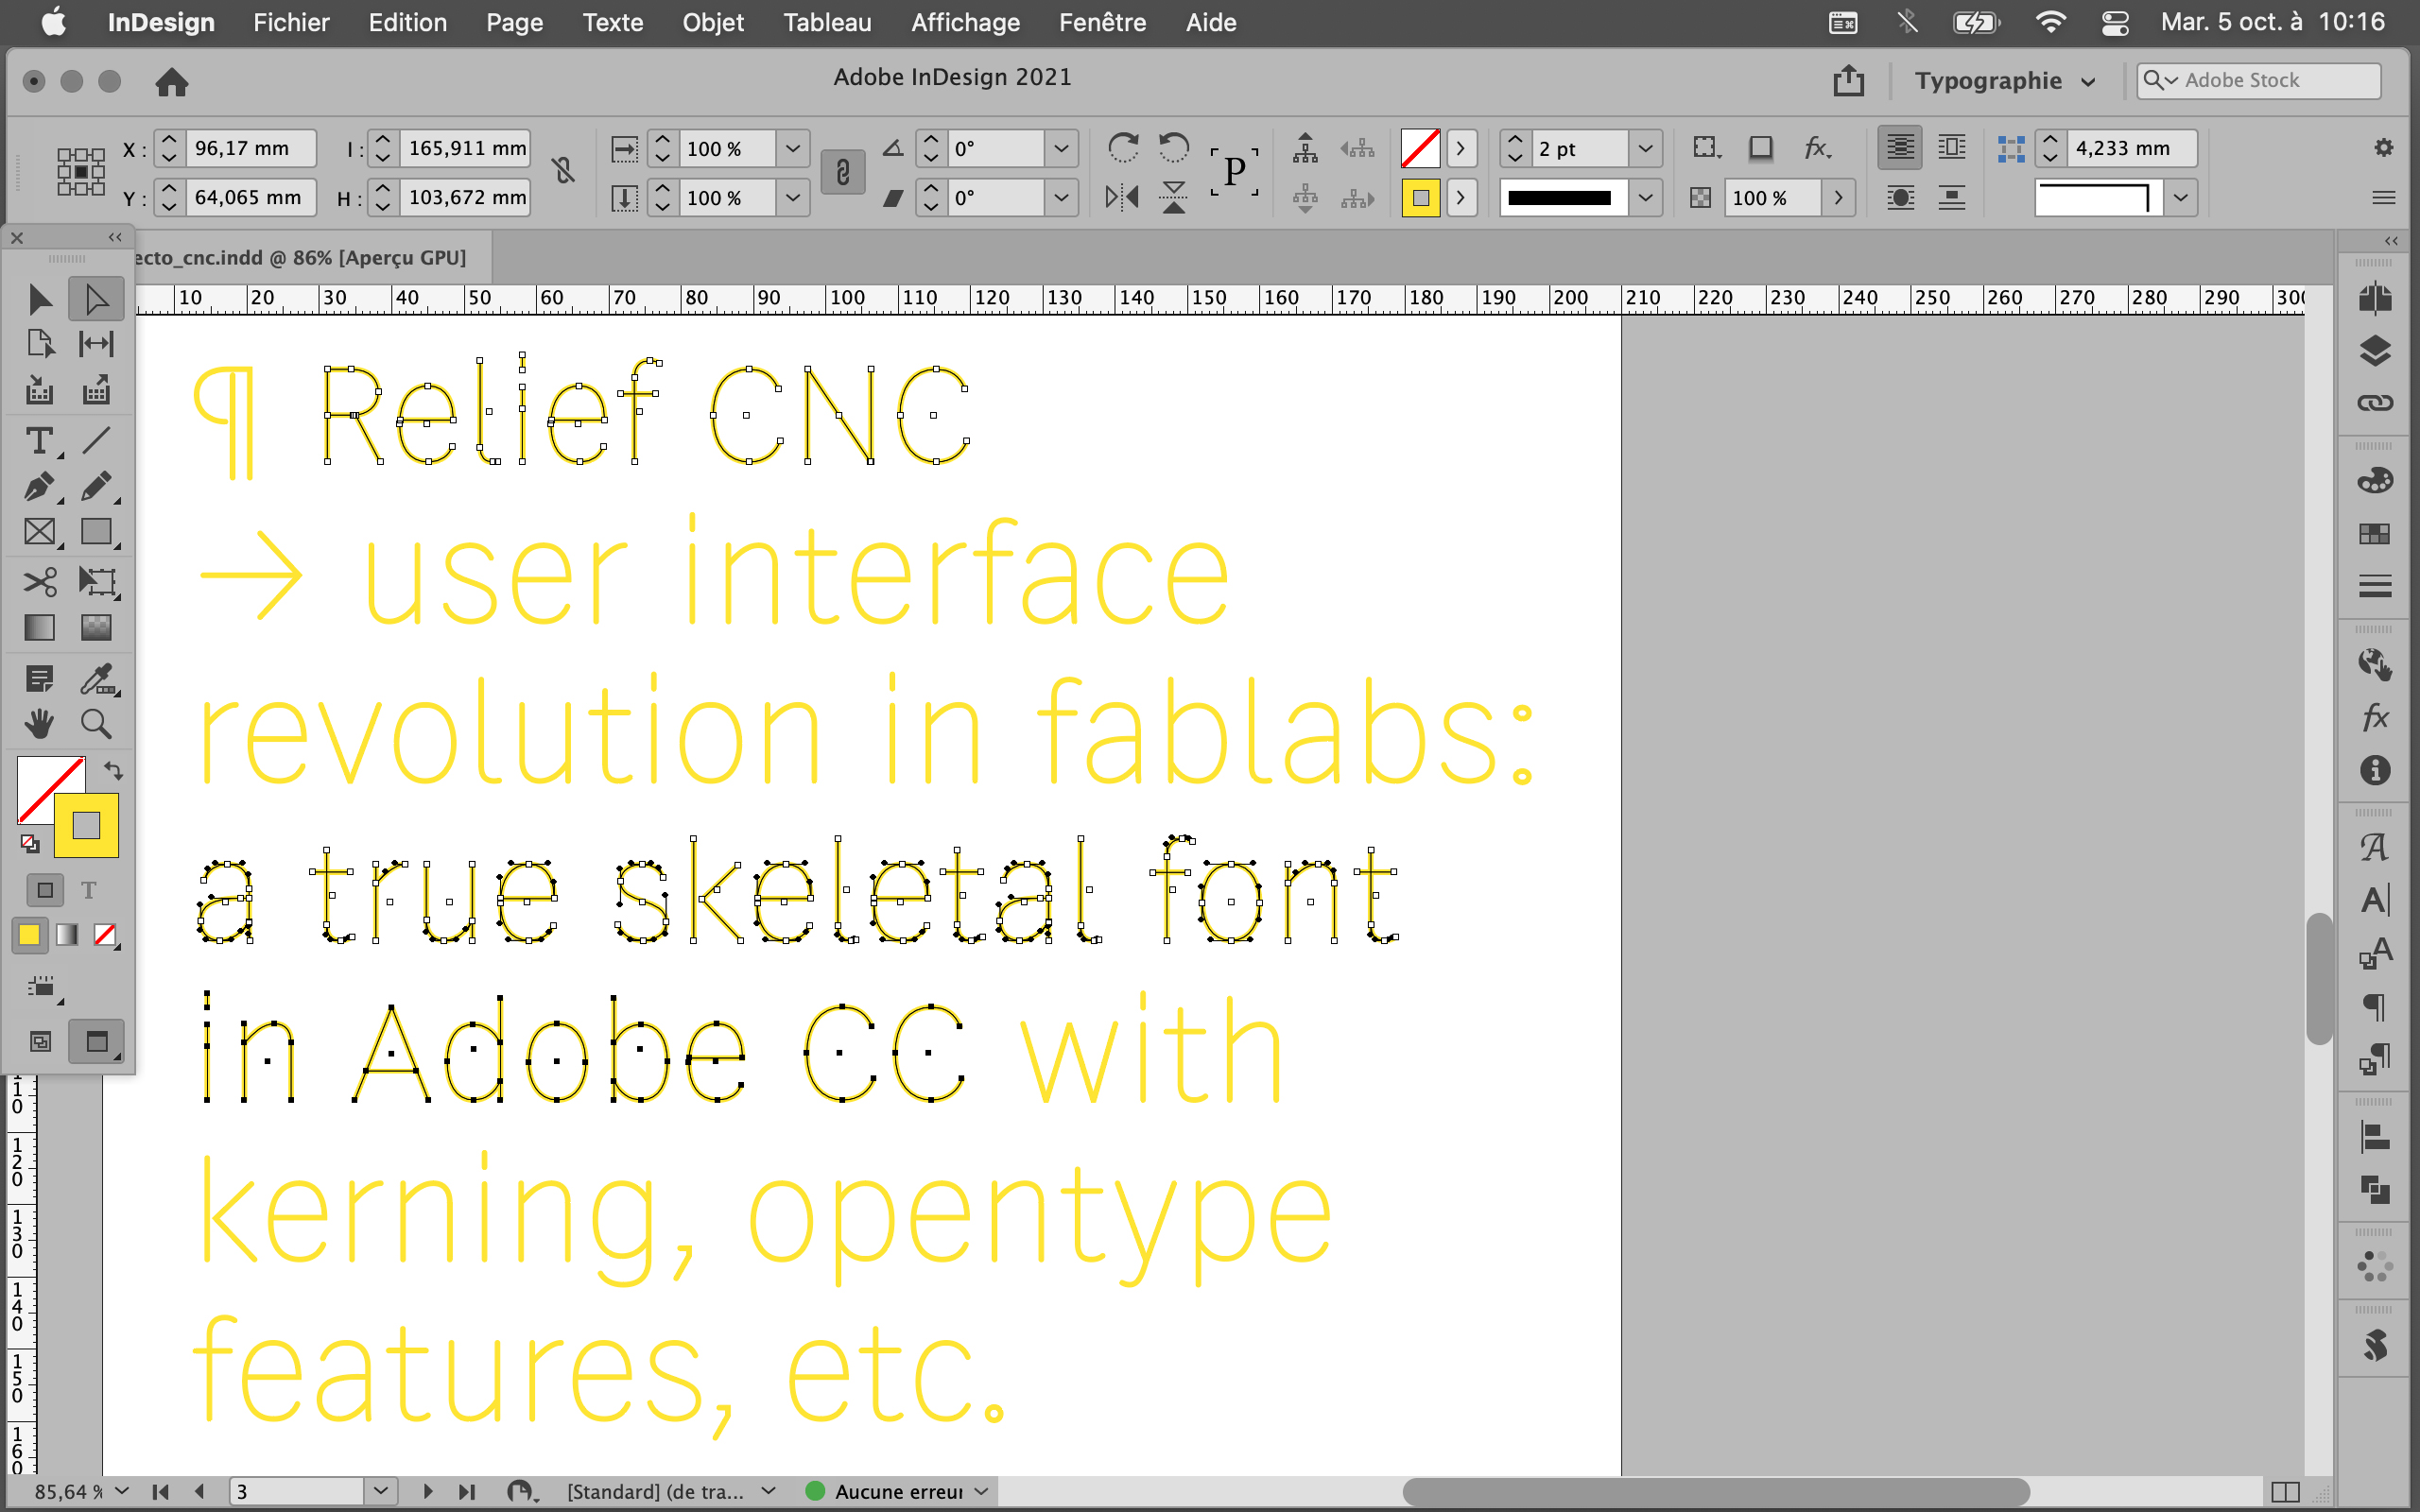 InDesign Fichier Edition Page Texte Objet Tableau Affichage Fenêtre Aide Mar. 5 oct. à 10:16
Adobe InDesign 2021 Typographie Adobe Stock
X : 96,17 mm I : 165,911 mm 100 % 0° P 2 pt fx. 4,233 mm
Y : 64,065 mm H : 103,672 mm 100 % 0° 100 %
ecto_cnc.indd @ 86% [Aperçu GPU]
10 20 30 40 50 60 70 80 90 100 110 120 130 140 150 160 170 180 190 200 210 220 230 240 250 260 270 280 290 300
¶ Relief CNC
→ user interface
revolution in fablabs:
a true skeletal font
in Adobe CC with
kerning, opentype
features, etc.
120
130
140
150
160
85,64 % 3 [Standard] (de tra... Aucune erreur